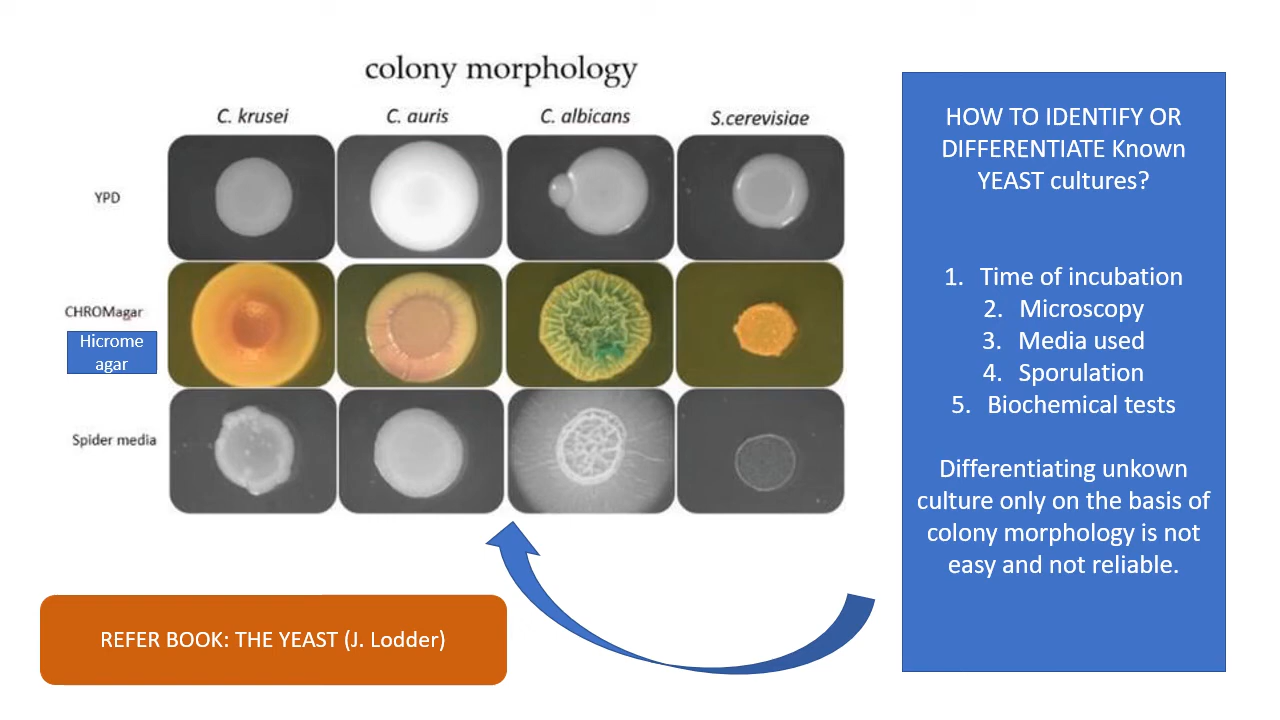 colony morphology
C. krusei
C. auris
C. albicans
S.cerevisiae
YPD
CHROMagar
Hicrome
agar
Spider media
REFER BOOK: THE YEAST (J. Lodder)
HOW TO IDENTIFY OR
DIFFERENTIATE Known
YEAST cultures?
1. Time of incubation
2. Microscopy
3. Media used
4. Sporulation
5. Biochemical tests
Differentiating unkown
culture only on the basis of
colony morphology is not
easy and not reliable.